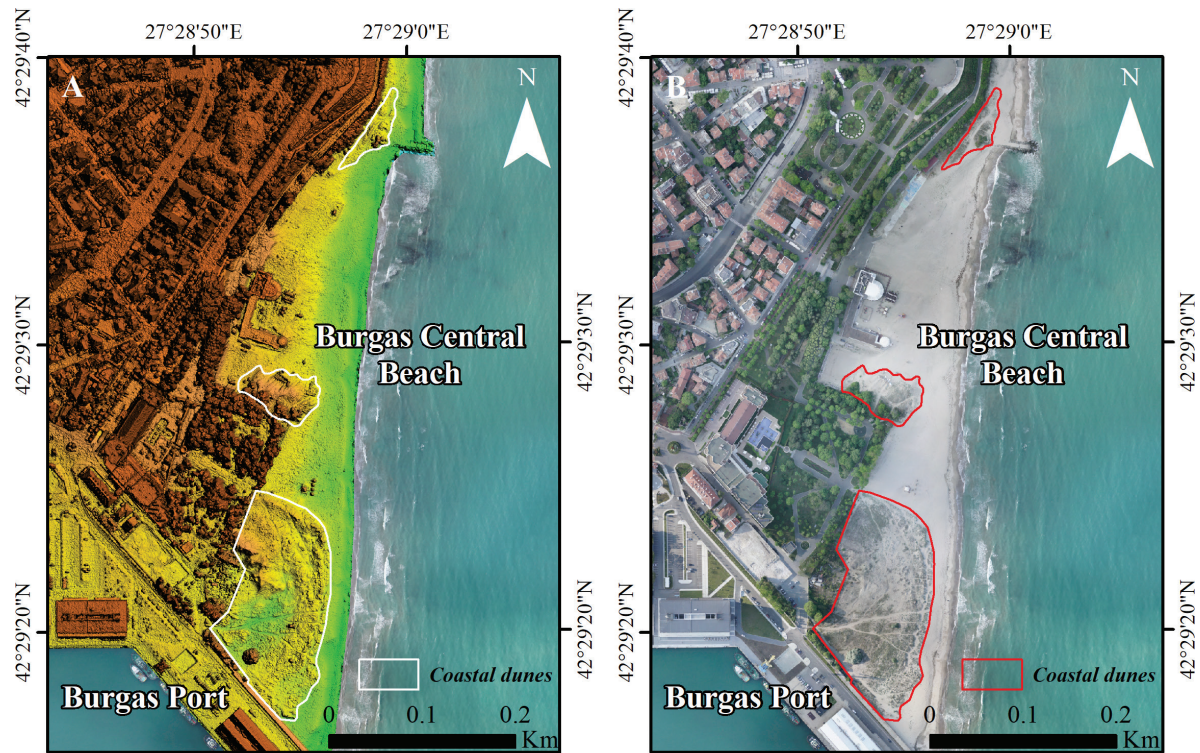 27°28'50"E
27°29'0"E
27°28'50"E
27°29'0"E
42°29'40"N
42°29'30"N
42°29'20"N
A
N
Burgas Central
Beach
Burgas Port
Coastal dunes
0
0.1
0.2
Km
42°29'30"N
42°29'20"N
42°29'40"N
42°29'30"N
42°29'20"N
B
N
Burgas Central
Beach
Burgas Port
Coastal dunes
0
0.1
0.2
Km
42°29'30"N
42°29'20"N